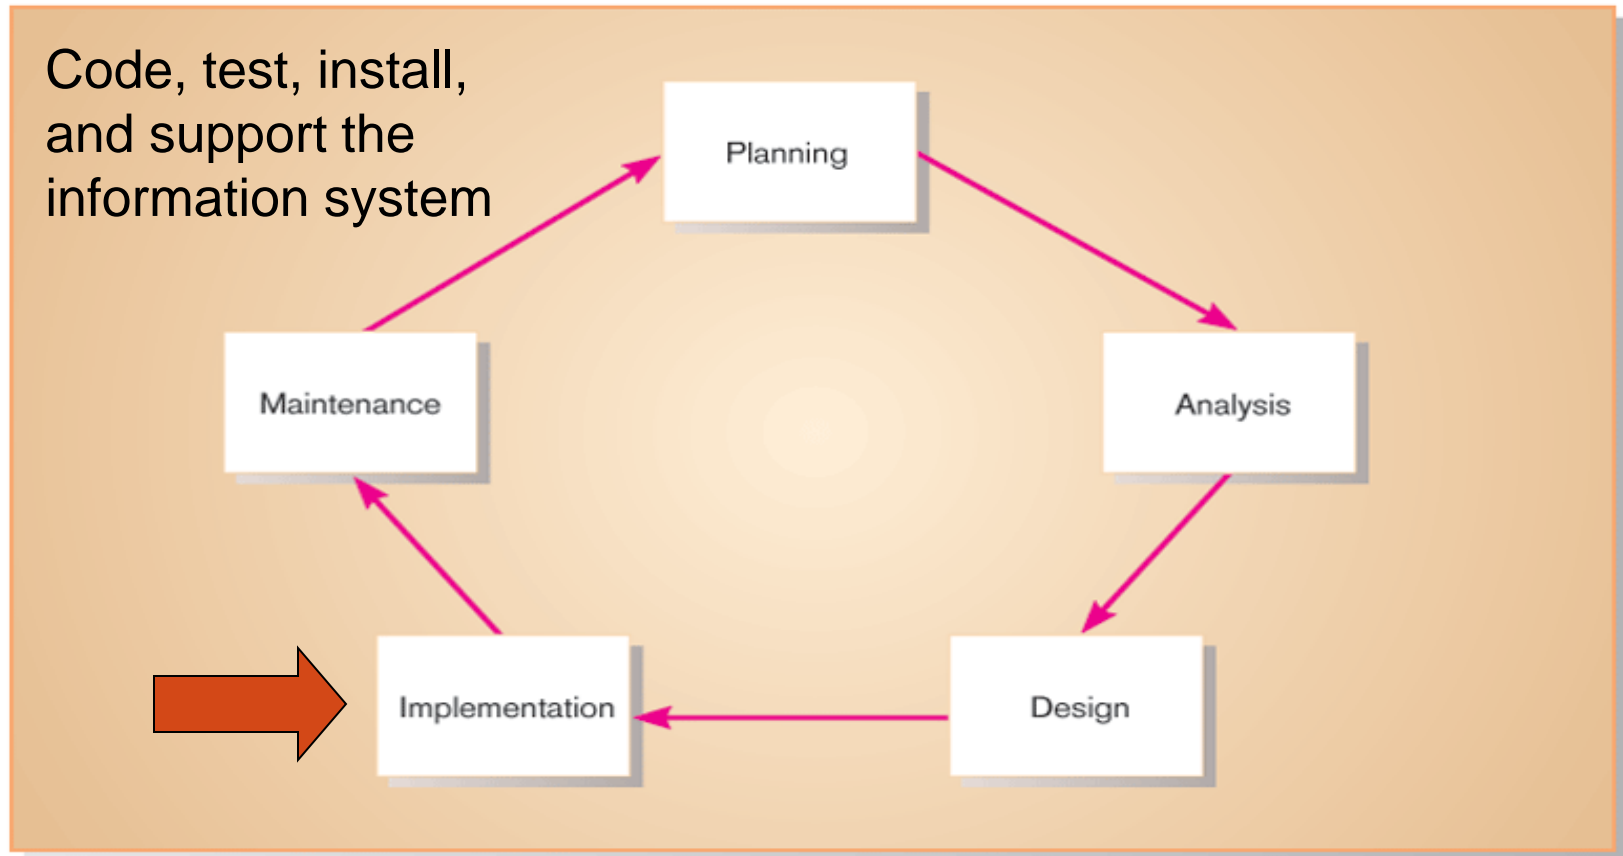 Code, test, install,
and support the
information system
Planning
Maintenance
Analysis
Implementation
Design